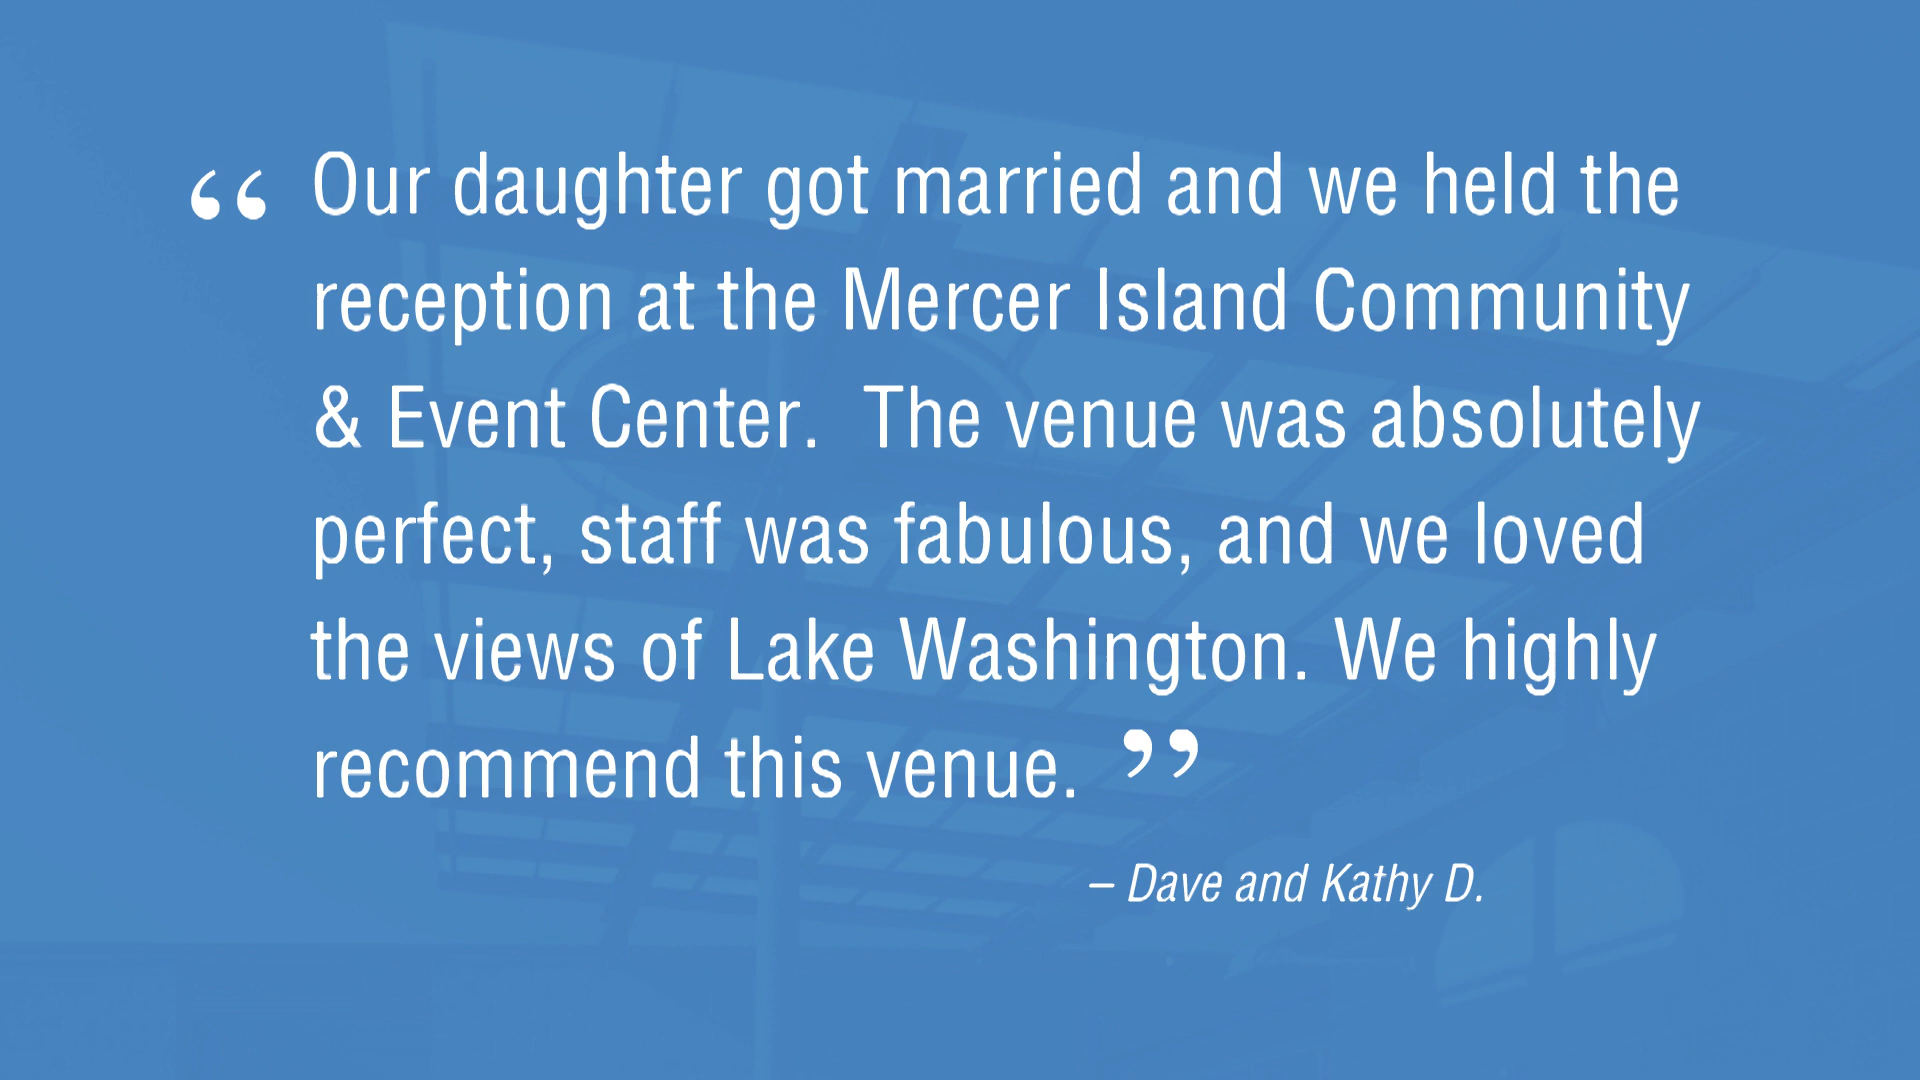 “ Our daughter got married and we held the
reception at the Mercer Island Community
& Event Center.  The venue was absolutely
perfect, staff was fabulous, and we loved
the views of Lake Washington. We highly
recommend this venue. ”
– Dave and Kathy D.